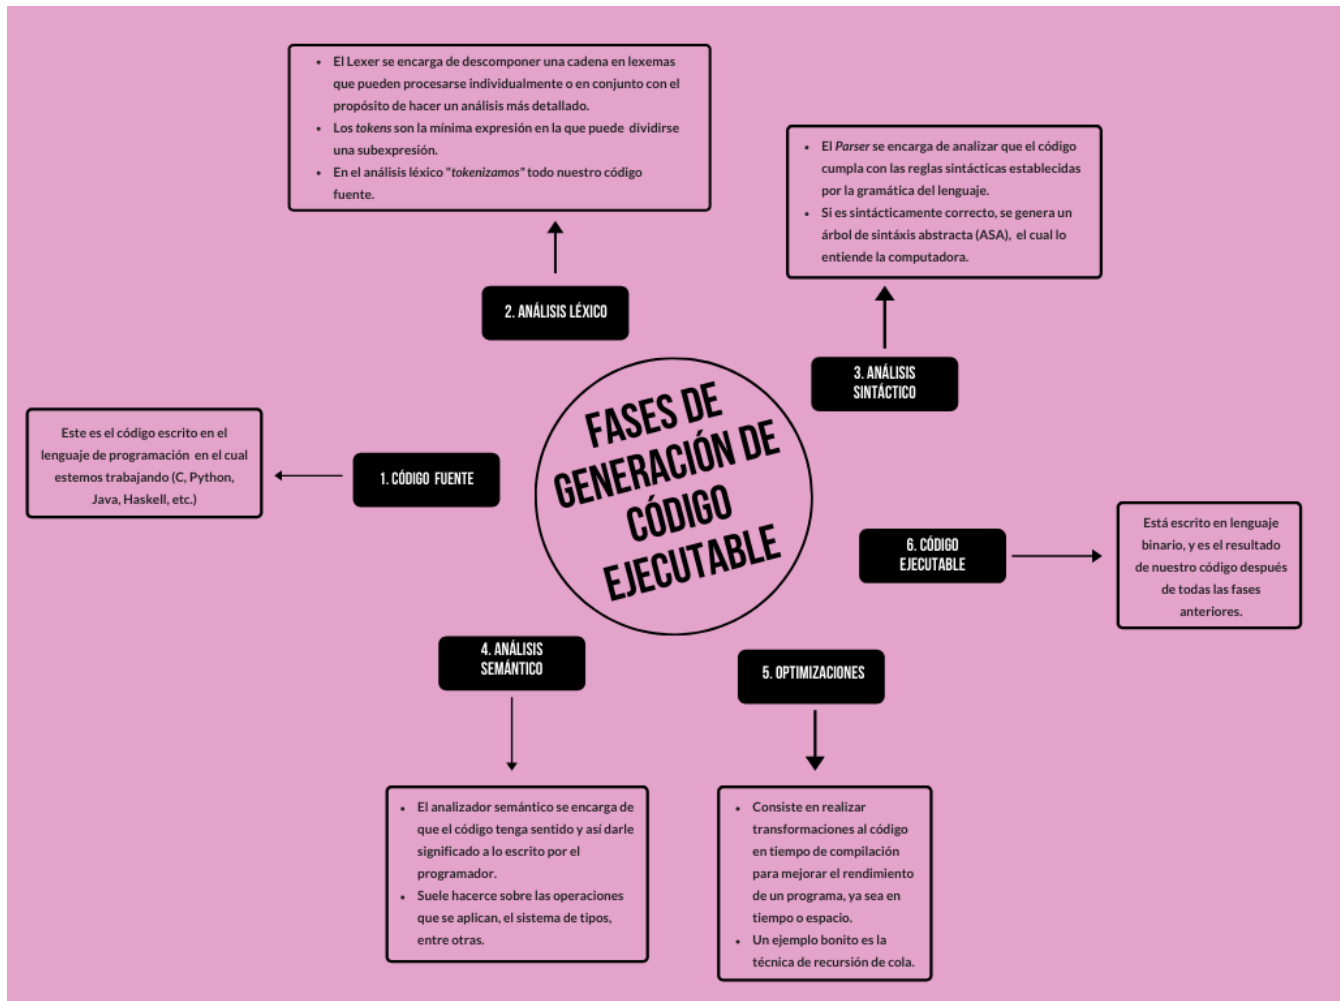 • El Lexer se encarga de descomponer una cadena en lexemas
que pueden procesarse individualmente o en conjunto con el
propósito de hacer un análisis más detallado.
• Los tokens son la mínima expresión en la que puede dividirse
una subexpresión.
• En el análisis léxico "tokenizamos" todo nuestro código
fuente.
• El Parser se encarga de analizar que el código
cumpla con las reglas sintácticas establecidas
por la gramática del lenguaje.
• Si es sintácticamente correcto, se genera un
árbol de sintáxis abstracta (ASA), el cual lo
entiende la computadora.
2. ANÁLISIS LÉXICO
3. ANÁLISIS
SINTÁCTICO
FASES DE
GENERACIÓN DE
CÓDIGO
EJECUTABLE
Este es el código escrito en el
lenguaje de programación en el cual
estemos trabajando (C, Python,
Java, Haskell, etc.)
1. CÓDIGO FUENTE
6. CÓDIGO
EJECUTABLE
Está escrito en lenguaje
binario, y es el resultado
de nuestro código después
de todas las fases
anteriores.
4. ANÁLISIS
SEMÁNTICO
5. OPTIMIZACIONES
• El analizador semántico se encarga de
que el código tenga sentido y así darle
significado a lo escrito por el
programador.
• Suele hacerce sobre las operaciones
que se aplican, el sistema de tipos,
entre otras.
• Consiste en realizar
transformaciones al código
en tiempo de compilación
para mejorar el rendimiento
de un programa, ya sea en
tiempo o espacio.
• Un ejemplo bonito es la
técnica de recursión de cola.